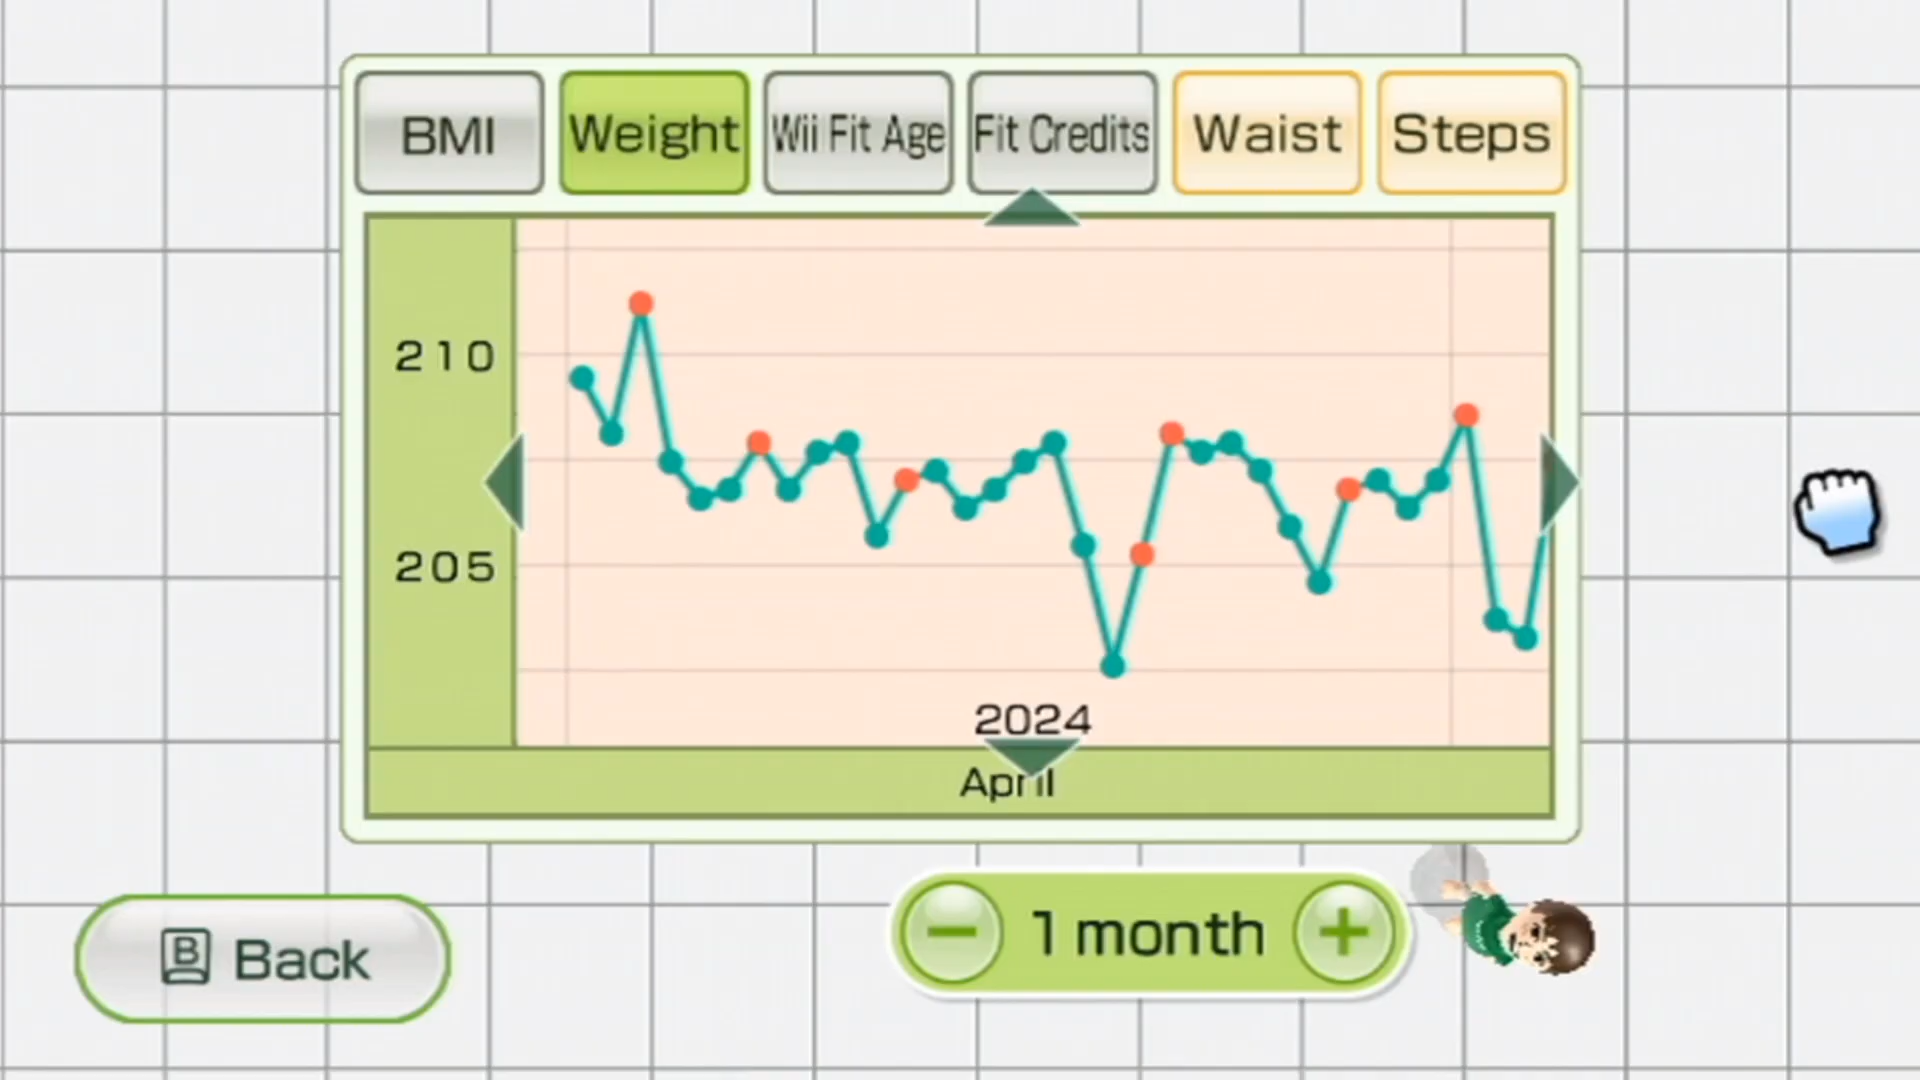 BMI
Weight
Wii Fit Age
Fit Credits
Waist
Steps
210
205
2024
April
B Back
1 month